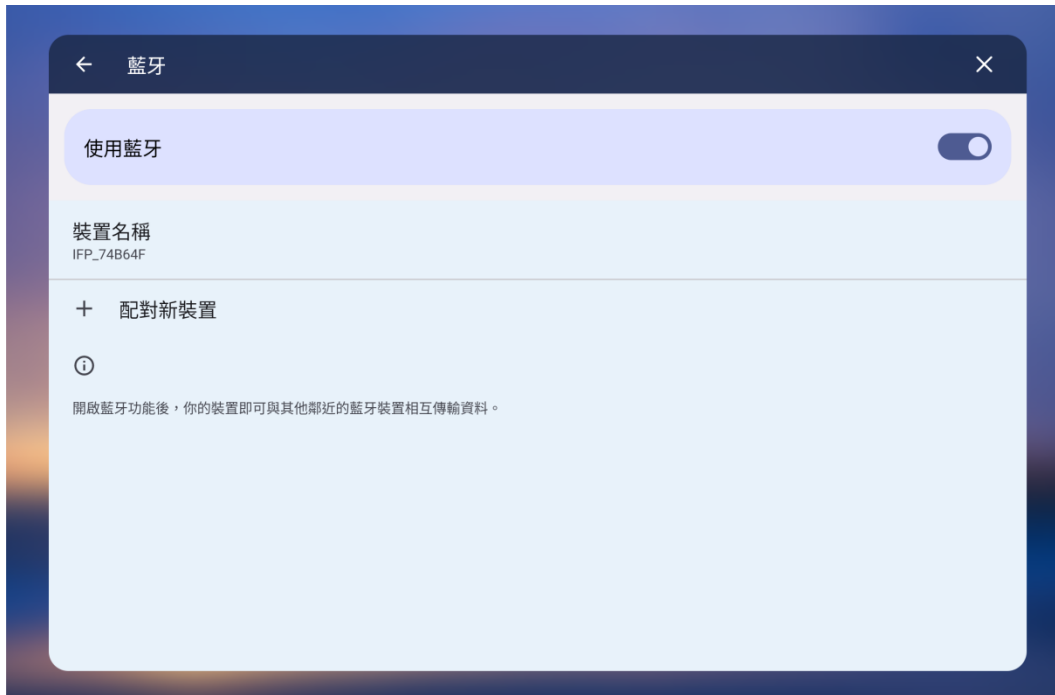 藍牙
使用藍牙
裝置名稱
IFP_74B64F
配對新裝置
開啟藍牙功能後，你的裝置即可與其他鄰近的藍牙裝置相互傳輸資料。